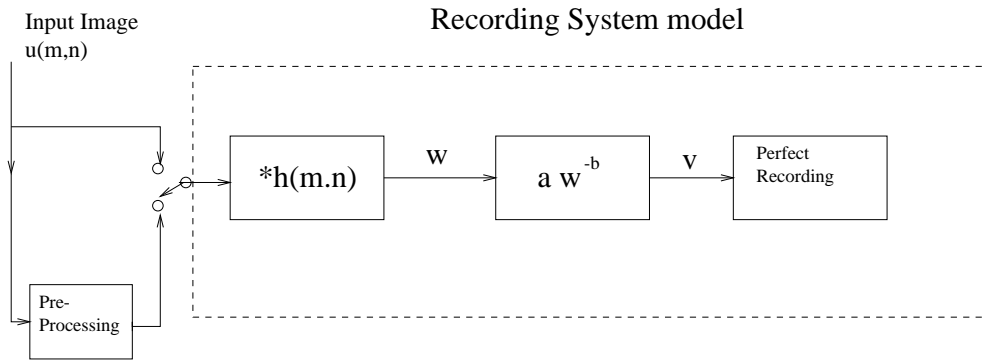 Recording System model
Input Image
u(m,n)
*h(m.n)
w
a w^-b
v
Perfect
Recording
Pre-
Processing